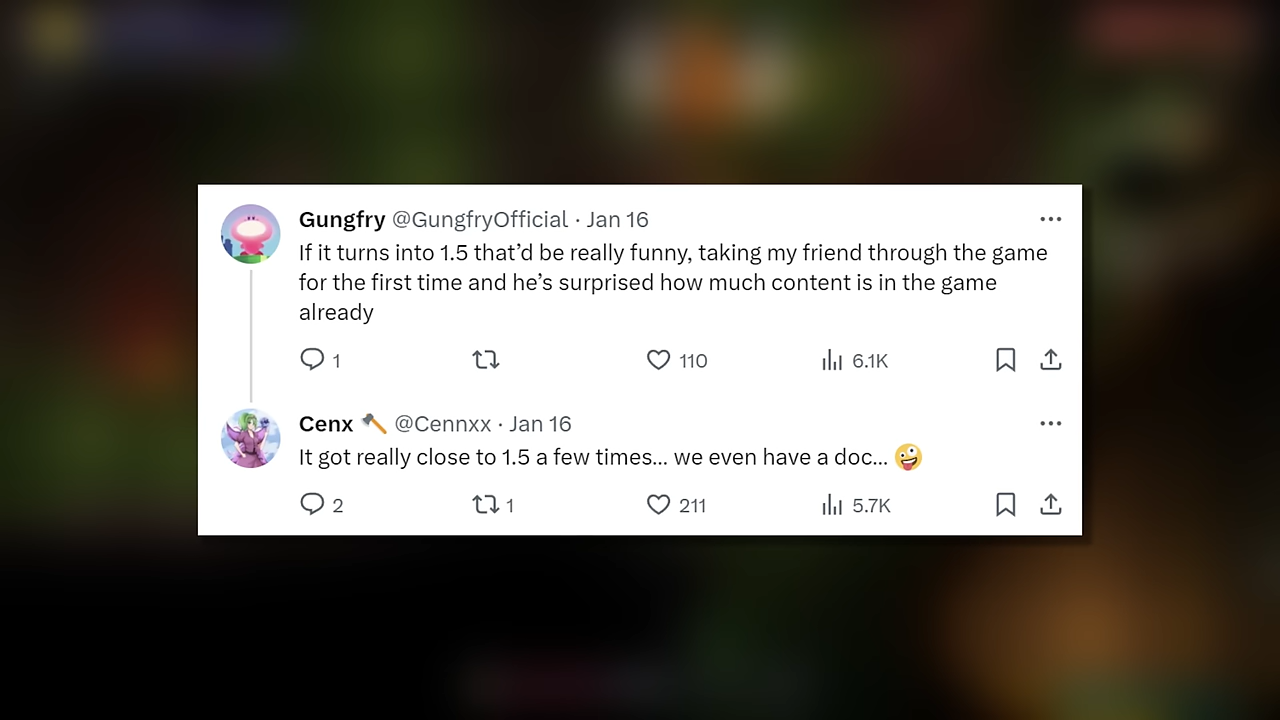 Gungfry @GungfryOfficial · Jan 16
If it turns into 1.5 that’d be really funny, taking my friend through the game
for the first time and he’s surprised how much content is in the game
already
1 110 6.1K
Cenx 🪓 @Cennxx · Jan 16
It got really close to 1.5 a few times... we even have a doc... 🤪
2 1 211 5.7K